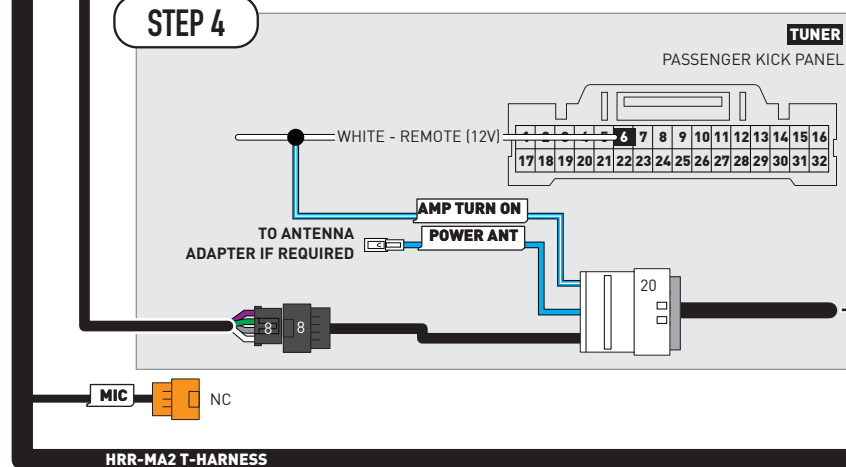 STEP 4
TUNER
PASSENGER KICK PANEL
WHITE - REMOTE (12V)
1 2 3 4 5 6 7 8 9 10 11 12 13 14 15 16
17 18 19 20 21 22 23 24 25 26 27 28 29 30 31 32
AMP TURN ON
TO ANTENNA
ADAPTER IF REQUIRED
POWER ANT
20
8 8
MIC
NC
HRR-MA2 T-HARNESS